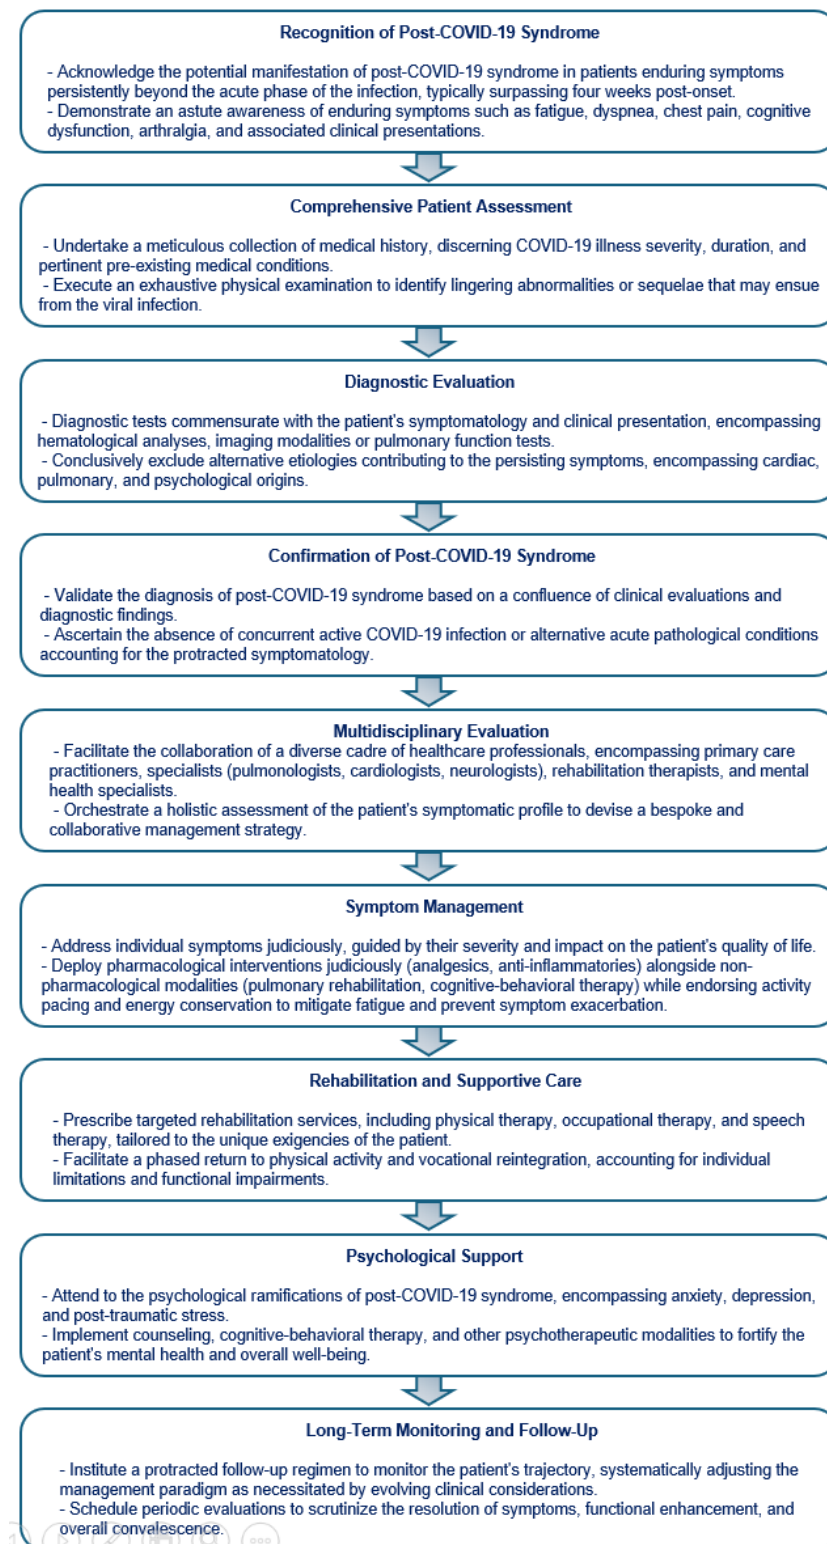 Recognition of Post-COVID-19 Syndrome
- Acknowledge the potential manifestation of post-COVID-19 syndrome in patients enduring symptoms
persistently beyond the acute phase of the infection, typically surpassing four weeks post-onset.
- Demonstrate an astute awareness of enduring symptoms such as fatigue, dyspnea, chest pain, cognitive
dysfunction, arthralgia, and associated clinical presentations.
Comprehensive Patient Assessment
- Undertake a meticulous collection of medical history, discerning COVID-19 illness severity, duration, and
pertinent pre-existing medical conditions.
- Execute an exhaustive physical examination to identify lingering abnormalities or sequelae that may ensue
from the viral infection.
Diagnostic Evaluation
- Diagnostic tests commensurate with the patient's symptomatology and clinical presentation, encompassing
hematological analyses, imaging modalities or pulmonary function tests.
- Conclusively exclude alternative etiologies contributing to the persisting symptoms, encompassing cardiac,
pulmonary, and psychological origins.
Confirmation of Post-COVID-19 Syndrome
- Validate the diagnosis of post-COVID-19 syndrome based on a confluence of clinical evaluations and
diagnostic findings.
- Ascertain the absence of concurrent active COVID-19 infection or alternative acute pathological conditions
accounting for the protracted symptomatology.
Multidisciplinary Evaluation
- Facilitate the collaboration of a diverse cadre of healthcare professionals, encompassing primary care
practitioners, specialists (pulmonologists, cardiologists, neurologists), rehabilitation therapists, and mental
health specialists.
- Orchestrate a holistic assessment of the patient's symptomatic profile to devise a bespoke and
collaborative management strategy.
Symptom Management
- Address individual symptoms judiciously, guided by their severity and impact on the patient's quality of life.
- Deploy pharmacological interventions judiciously (analgesics, anti-inflammatories) alongside non-
pharmacological modalities (pulmonary rehabilitation, cognitive-behavioral therapy) while endorsing activity
pacing and energy conservation to mitigate fatigue and prevent symptom exacerbation.
Rehabilitation and Supportive Care
- Prescribe targeted rehabilitation services, including physical therapy, occupational therapy, and speech
therapy, tailored to the unique exigencies of the patient.
- Facilitate a phased return to physical activity and vocational reintegration, accounting for individual
limitations and functional impairments.
Psychological Support
- Attend to the psychological ramifications of post-COVID-19 syndrome, encompassing anxiety, depression,
and post-traumatic stress.
- Implement counseling, cognitive-behavioral therapy, and other psychotherapeutic modalities to fortify the
patient's mental health and overall well-being.
Long-Term Monitoring and Follow-Up
- Institute a protracted follow-up regimen to monitor the patient's trajectory, systematically adjusting the
management paradigm as necessitated by evolving clinical considerations.
- Schedule periodic evaluations to scrutinize the resolution of symptoms, functional enhancement, and
overall convalescence.